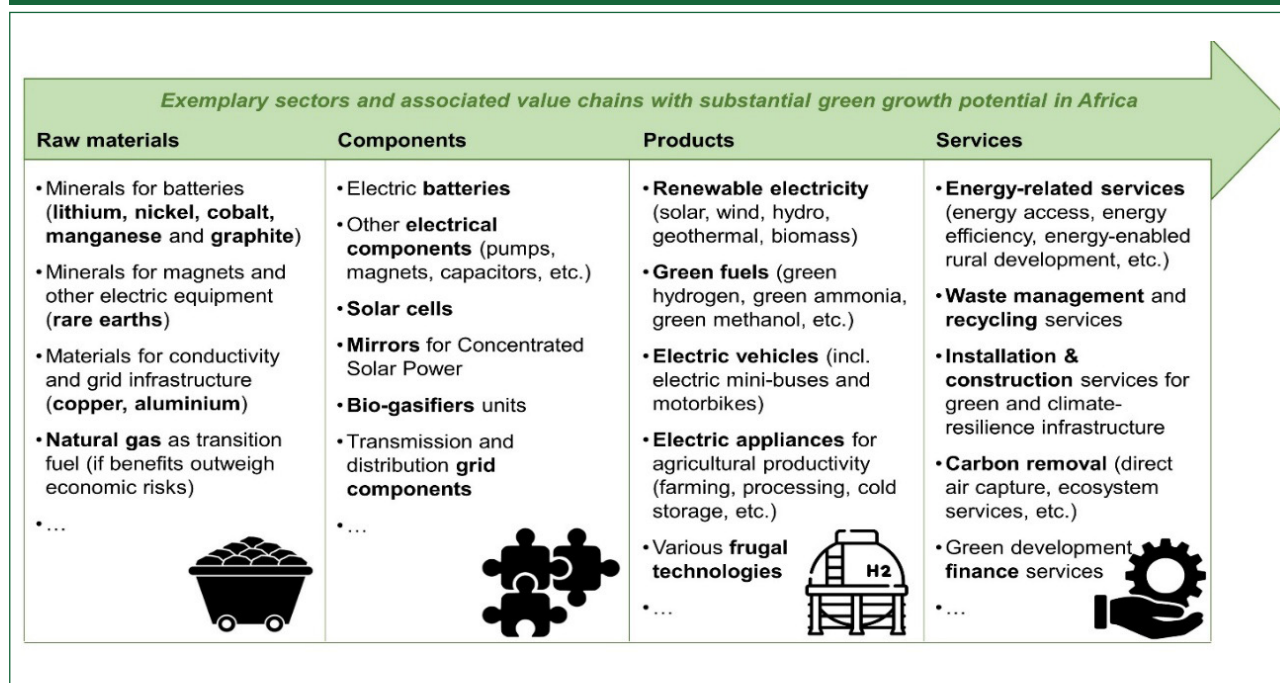 Exemplary sectors and associated value chains with substantial green growth potential in Africa
Raw materials
• Minerals for batteries
(lithium, nickel, cobalt,
manganese and graphite)
• Minerals for magnets and
other electric equipment
(rare earths)
• Materials for conductivity
and grid infrastructure
(copper, aluminium)
• Natural gas as transition
fuel (if benefits outweigh
economic risks)
• …
Components
• Electric batteries
• Other electrical
components (pumps,
magnets, capacitors, etc.)
• Solar cells
• Mirrors for Concentrated
Solar Power
• Bio-gasifiers units
• Transmission and
distribution grid
components
• …
Products
• Renewable electricity
(solar, wind, hydro,
geothermal, biomass)
• Green fuels (green
hydrogen, green ammonia,
green methanol, etc.)
• Electric vehicles (incl.
electric mini-buses and
motorbikes)
• Electric appliances for
agricultural productivity
(farming, processing, cold
storage, etc.)
• Various frugal
technologies
• …
H2
Services
• Energy-related services
(energy access, energy
efficiency, energy-enabled
rural development, etc.)
• Waste management and
recycling services
• Installation &
construction services for
green and climate-
resilience infrastructure
• Carbon removal (direct
air capture, ecosystem
services, etc.)
• Green development
finance services
• …